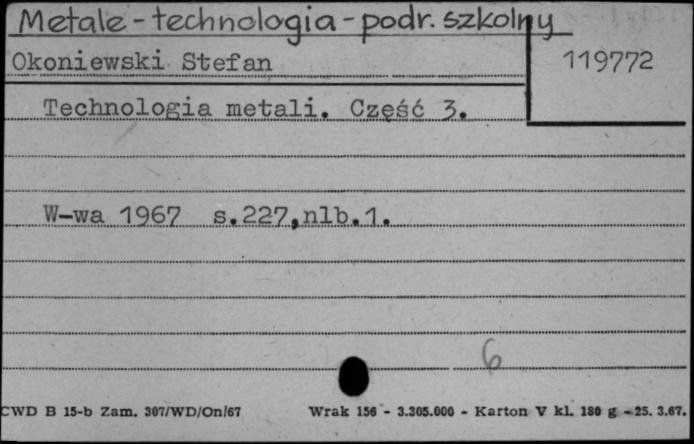 Metale - technologia - podr. szkolny
Okoniewski Stefan
119772
Technologia metali. Część 3.
W-wa 1967 s.227,nlb.1.
6
CWD B 15-b Zam. 307/WD/On/67 Wrak 156 - 3.305.000 - Karton V kl. 180 g - 25. 3.67.